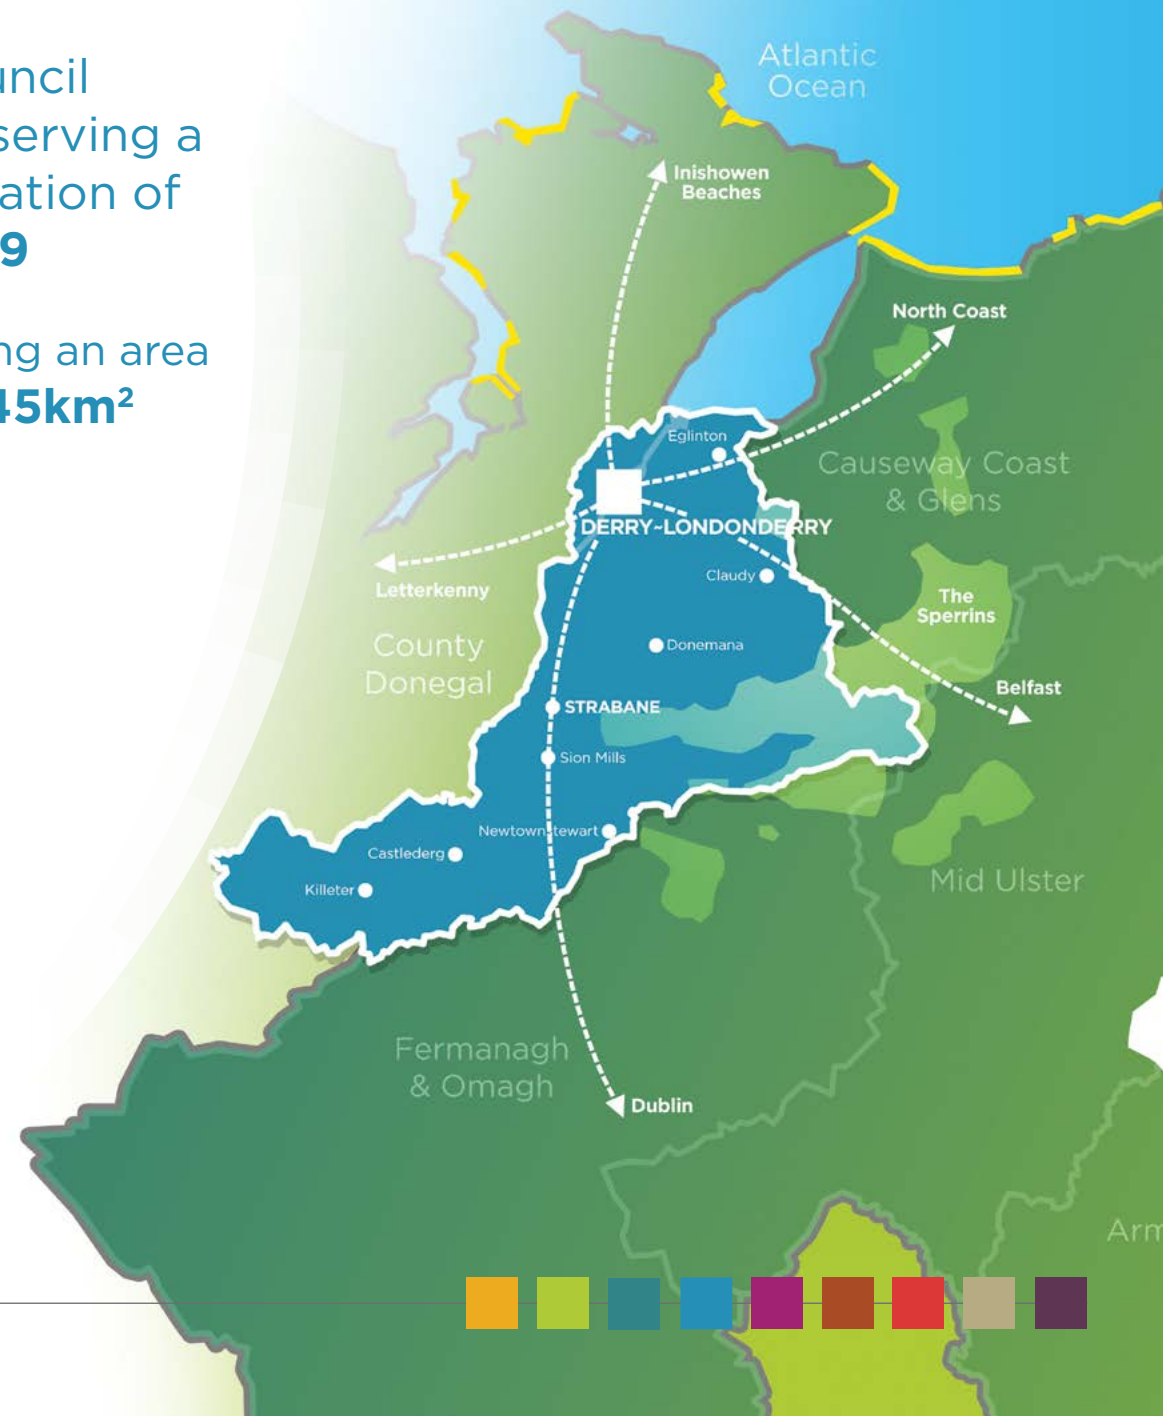 uncil
serving a
ation of
9
ng an area
45km²
Atlantic
Ocean
Inishowen
Beaches
North Coast
Eglinton
Causeway Coast
& Glens
DERRY~LONDONDERRY
Letterkenny
Claudy
The
Sperrins
County
Donegal
Donemana
Belfast
STRABANE
Sion Mills
Newtownstewart
Castlederg
Killeter
Mid Ulster
Fermanagh
& Omagh
Dublin
Arm